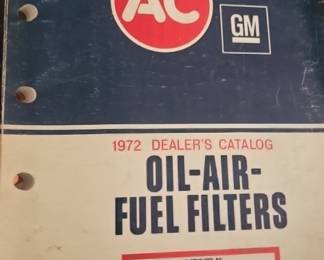 AC
GM
1972 DEALER'S CATALOG
OIL-AIR-
FUEL FILTERS